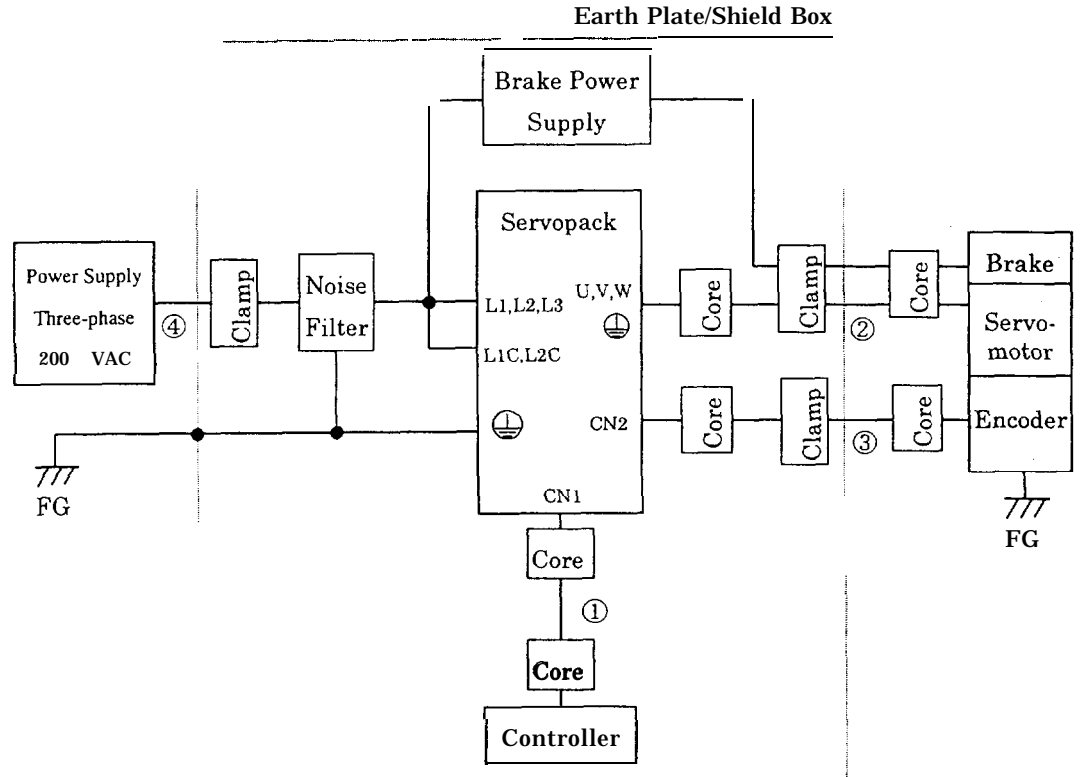 Earth Plate/Shield Box
Brake Power
Supply
Servopack
Power Supply
Three-phase
200 VAC
④
Clamp
Noise
Filter
L1,L2,L3
L1C,L2C
U,V,W
Core
Clamp
②
Core
Brake
Servo-
motor
CN2
Core
Clamp
③
Core
Encoder
FG
FG
CN1
Core
①
Core
Controller